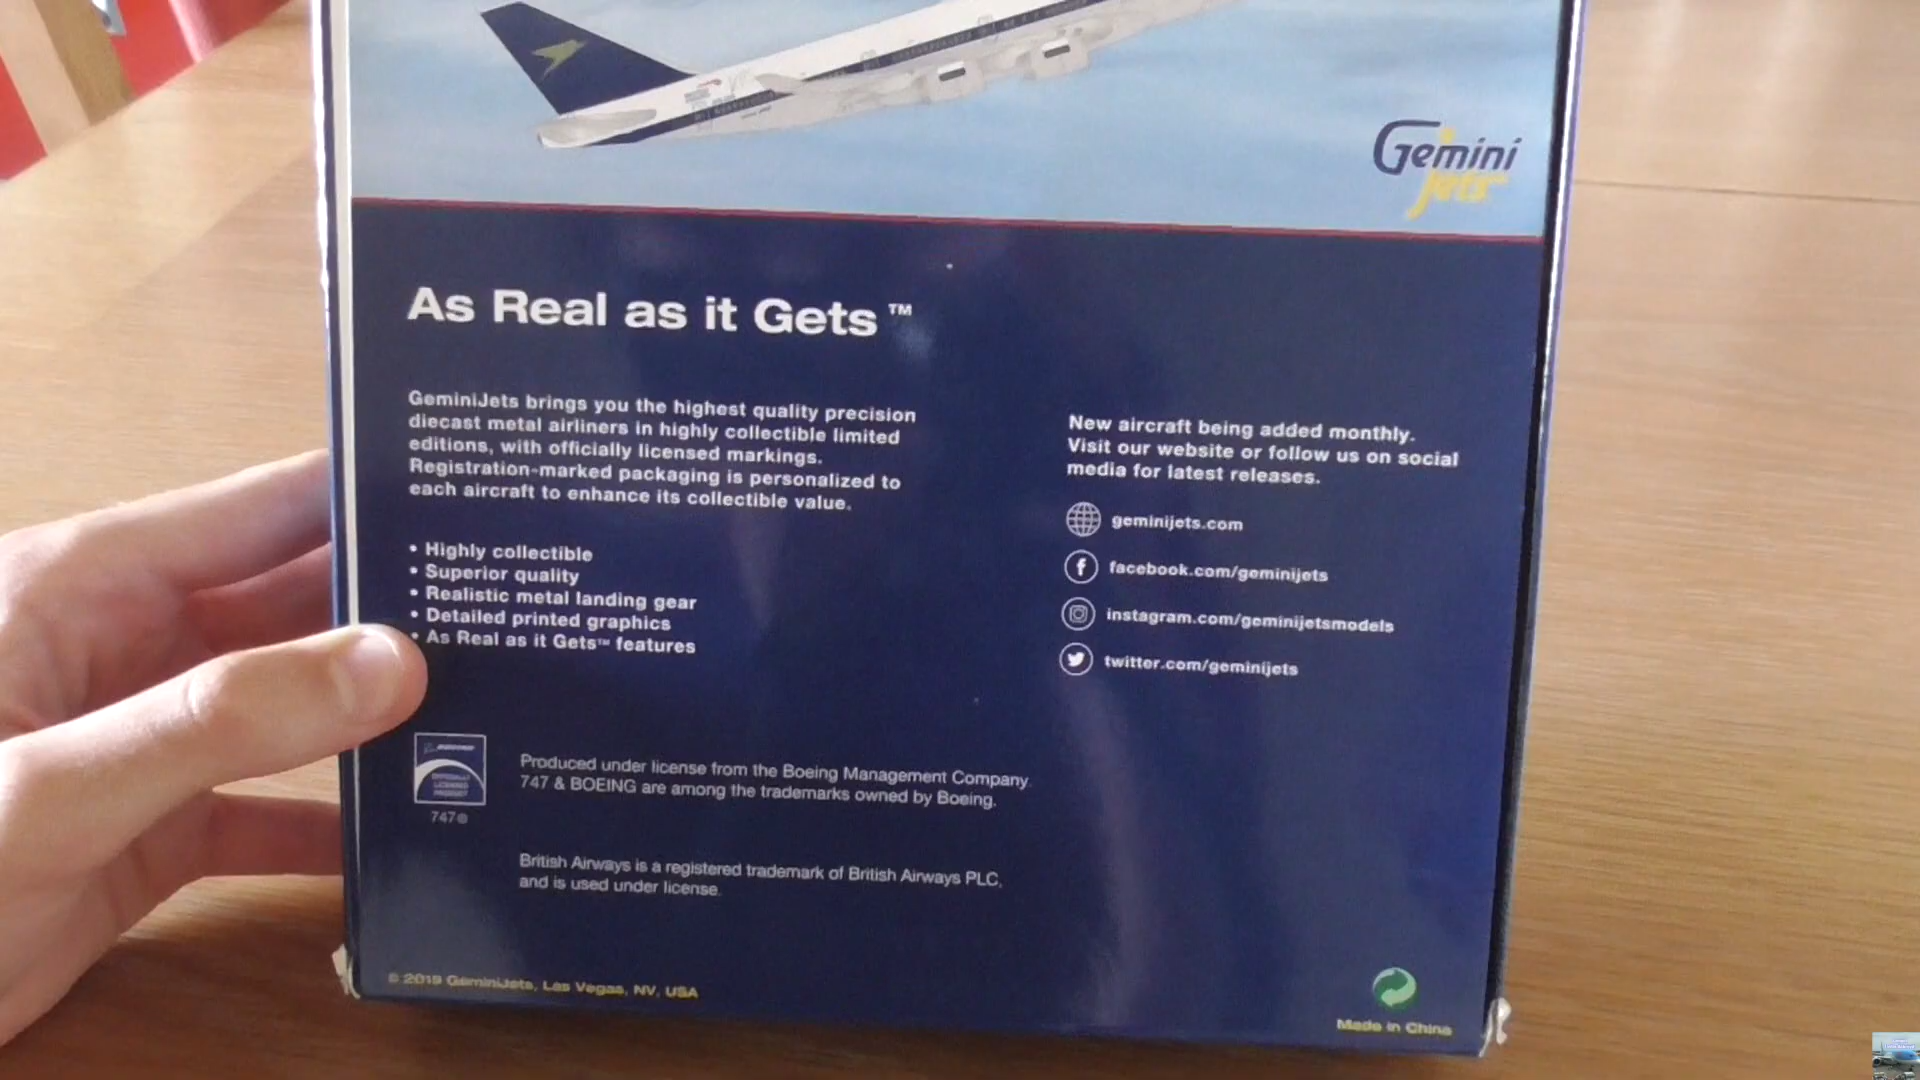 Gemini
Jets
As Real as it Gets™
GeminiJets brings you the highest quality precision
diecast metal airliners in highly collectible limited
editions, with officially licensed markings.
Registration-marked packaging is personalized to
each aircraft to enhance its collectible value.
• Highly collectible
• Superior quality
• Realistic metal landing gear
• Detailed printed graphics
• As Real as it Gets™ features
New aircraft being added monthly.
Visit our website or follow us on social
media for latest releases.
geminijets.com
facebook.com/geminijets
instagram.com/geminijetsmodels
twitter.com/geminijets
BOEING
OFFICIALLY
LICENSED
PRODUCT
747®
Produced under license from the Boeing Management Company.
747 & BOEING are among the trademarks owned by Boeing.
British Airways is a registered trademark of British Airways PLC,
and is used under license.
© 2019 GeminiJets, Las Vegas, NV, USA
Made in China